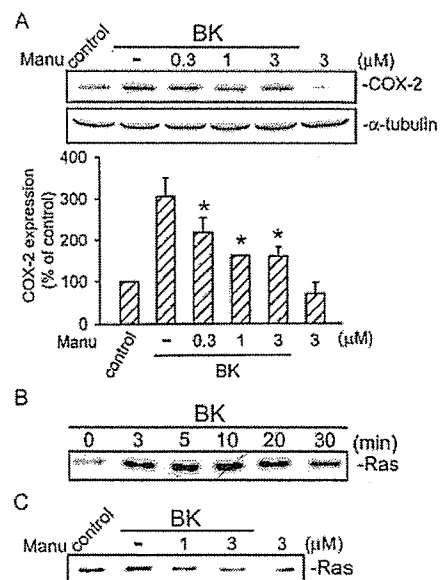 A
control
BK
Manu - 0.3 1 3 3 (μM)
-COX-2
-α-tubulin
COX-2 expression
(% of control)
400
300
200
100
0
* * *
Manu control - 0.3 1 3 3 (μM)
BK
B
BK
0 3 5 10 20 30 (min)
-Ras
C
control
BK
Manu - 1 3 3 (μM)
-Ras